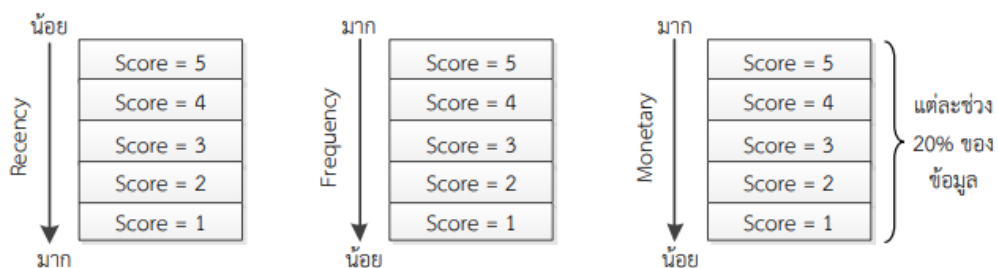 น้อย
Recency
Score = 5
Score = 4
Score = 3
Score = 2
Score = 1
มาก
มาก
Frequency
Score = 5
Score = 4
Score = 3
Score = 2
Score = 1
น้อย
มาก
Monetary
Score = 5
Score = 4
Score = 3
Score = 2
Score = 1
น้อย
แต่ละช่วง
20% ของ
ข้อมูล